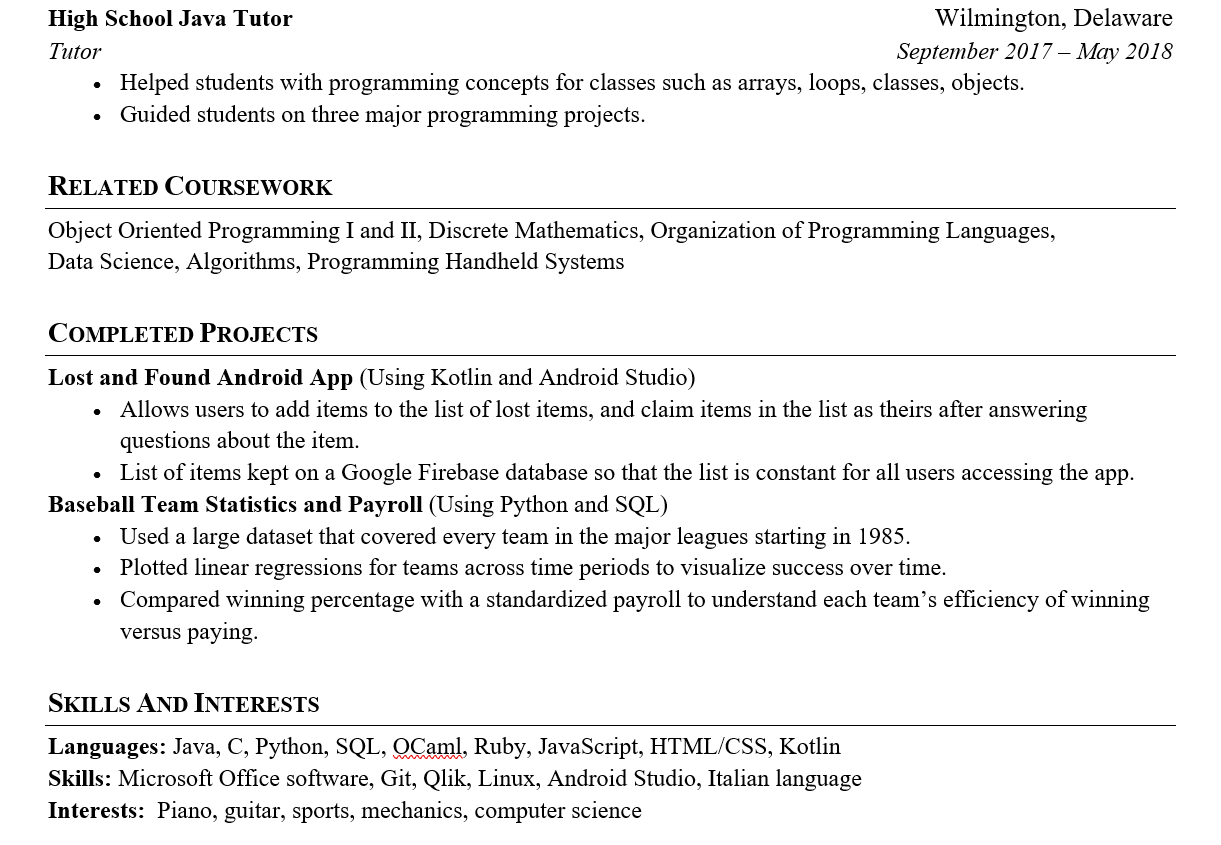 High School Java Tutor Wilmington, Delaware
Tutor September 2017 – May 2018
• Helped students with programming concepts for classes such as arrays, loops, classes, objects.
• Guided students on three major programming projects.
RELATED COURSEWORK
Object Oriented Programming I and II, Discrete Mathematics, Organization of Programming Languages,
Data Science, Algorithms, Programming Handheld Systems
COMPLETED PROJECTS
Lost and Found Android App (Using Kotlin and Android Studio)
• Allows users to add items to the list of lost items, and claim items in the list as theirs after answering
questions about the item.
• List of items kept on a Google Firebase database so that the list is constant for all users accessing the app.
Baseball Team Statistics and Payroll (Using Python and SQL)
• Used a large dataset that covered every team in the major leagues starting in 1985.
• Plotted linear regressions for teams across time periods to visualize success over time.
• Compared winning percentage with a standardized payroll to understand each team’s efficiency of winning
versus paying.
SKILLS AND INTERESTS
Languages: Java, C, Python, SQL, OCaml, Ruby, JavaScript, HTML/CSS, Kotlin
Skills: Microsoft Office software, Git, Qlik, Linux, Android Studio, Italian language
Interests: Piano, guitar, sports, mechanics, computer science